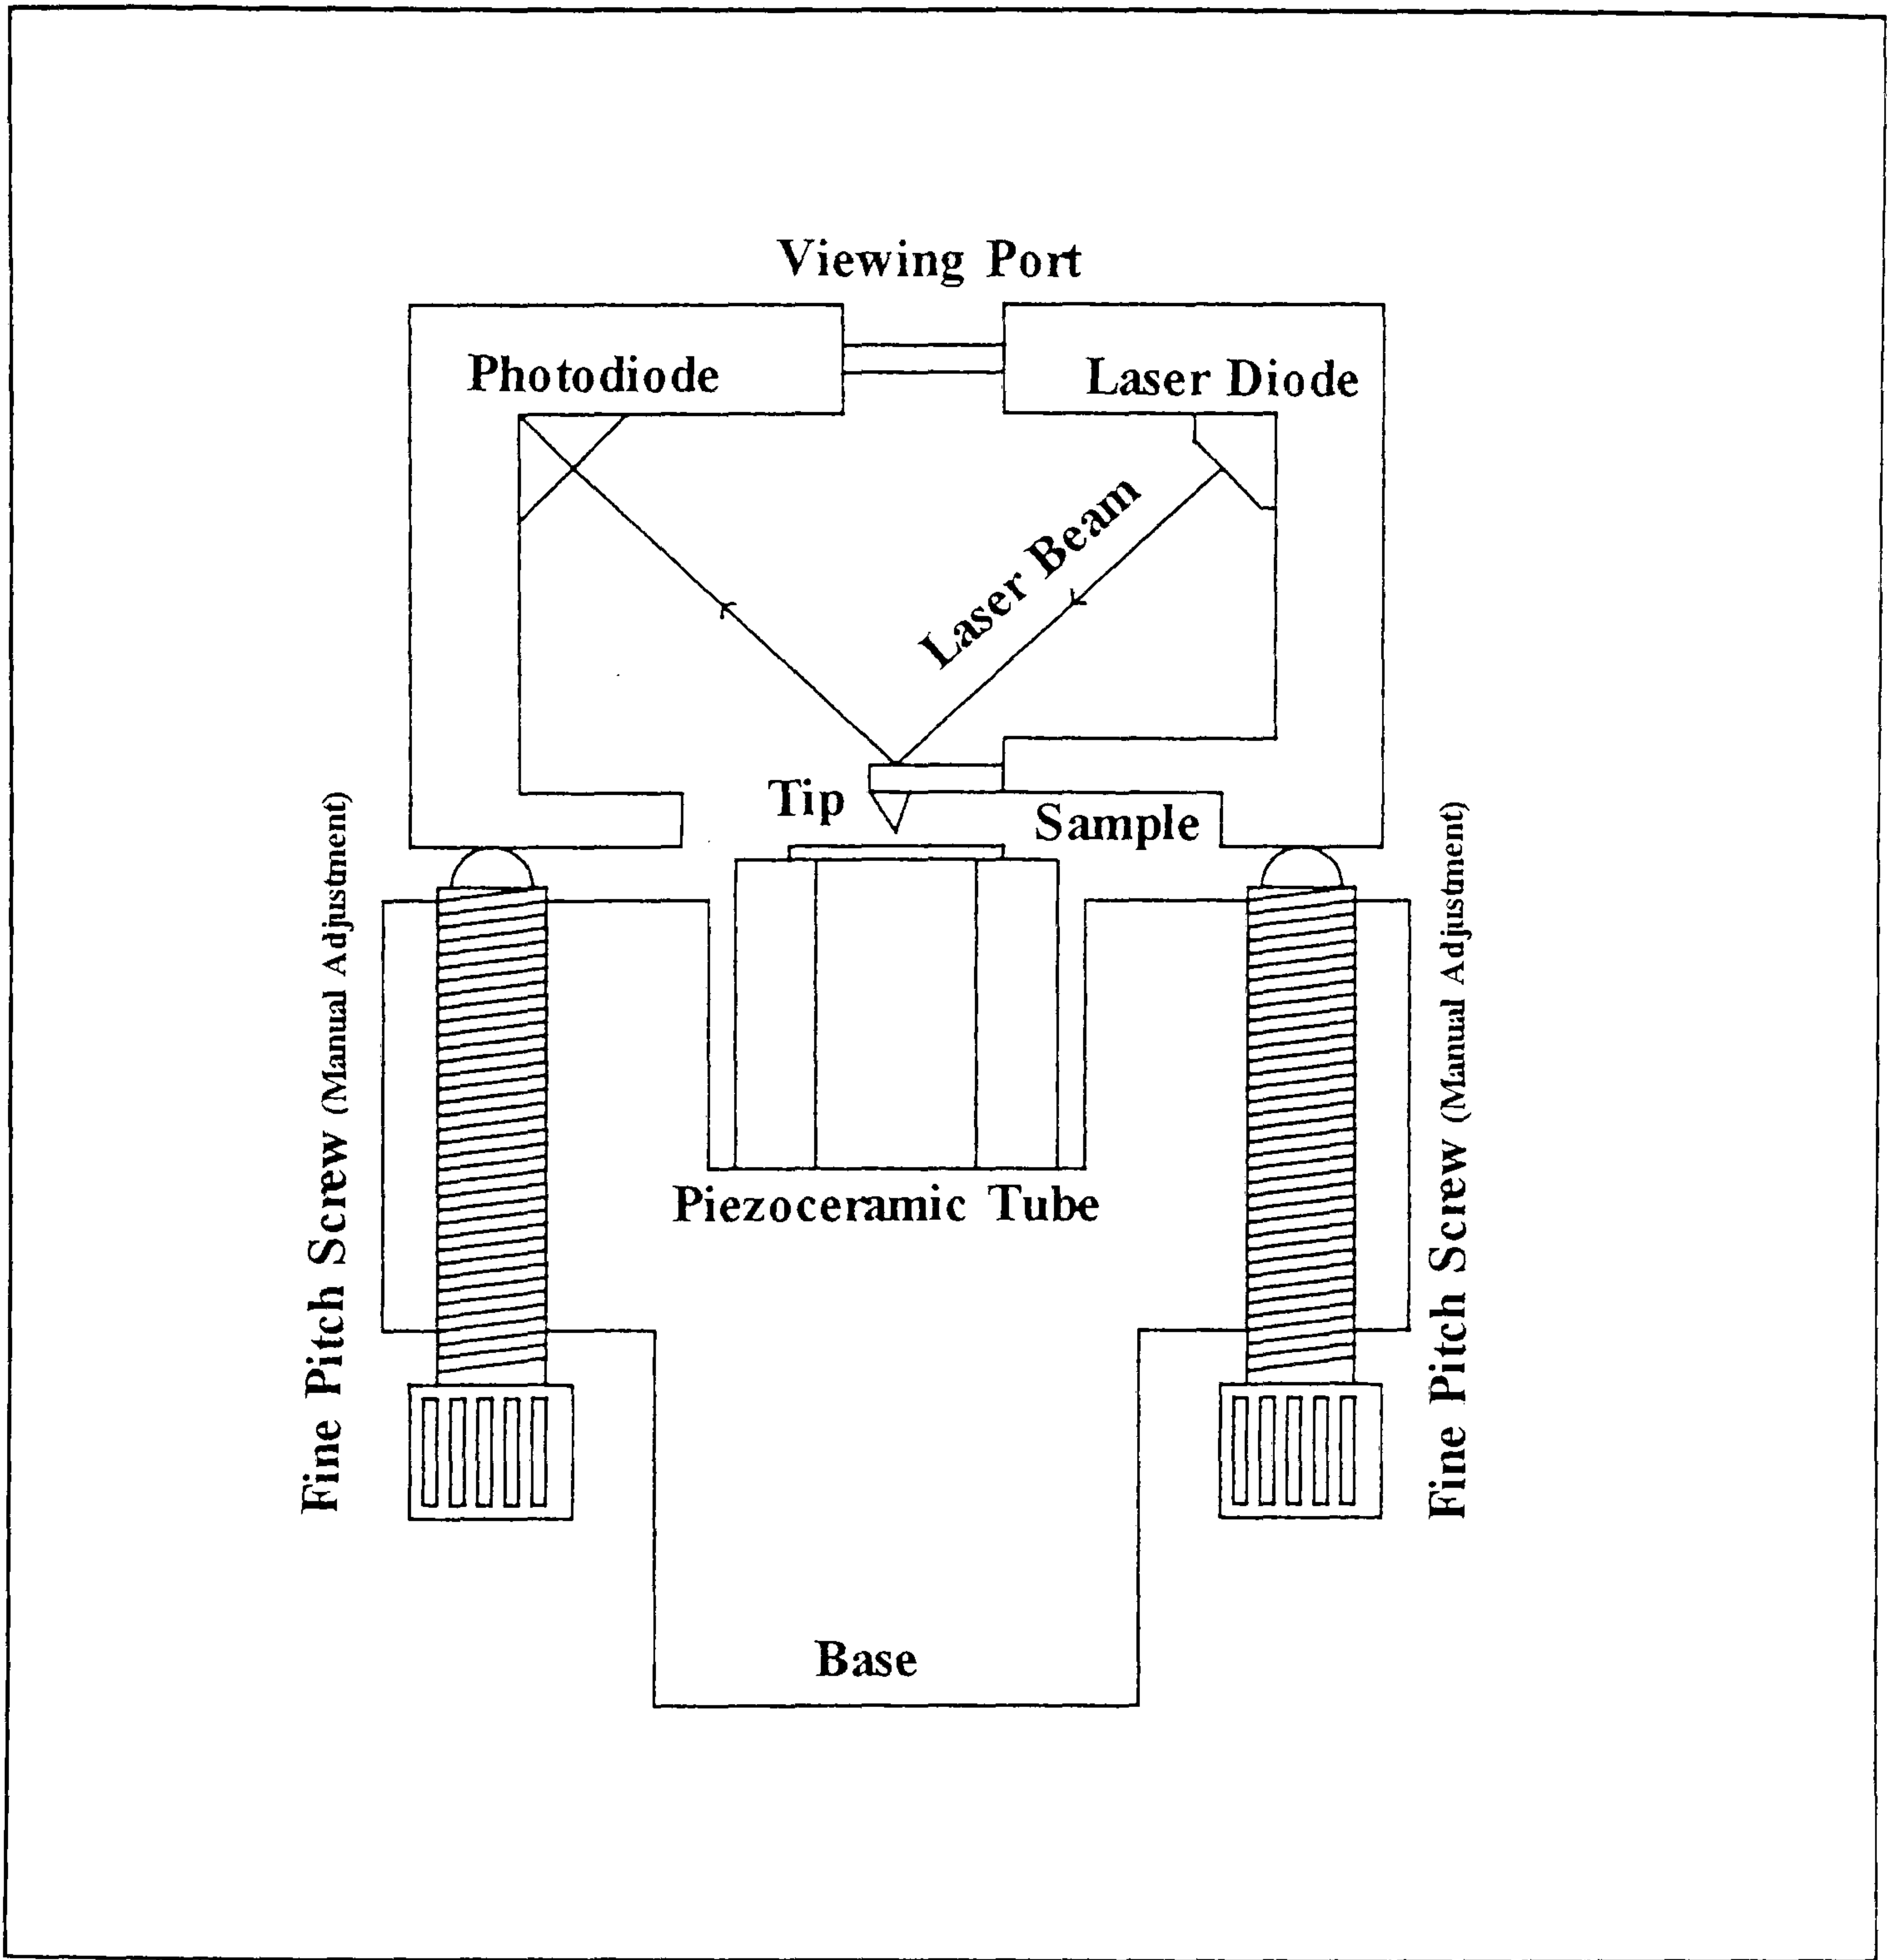 Viewing Port
Photodiode
Laser Diode
Laser Beam
Tip
Sample
Fine Pitch Screw (Manual Adjustment)
Fine Pitch Screw (Manual Adjustment)
Piezoceramic Tube
Base